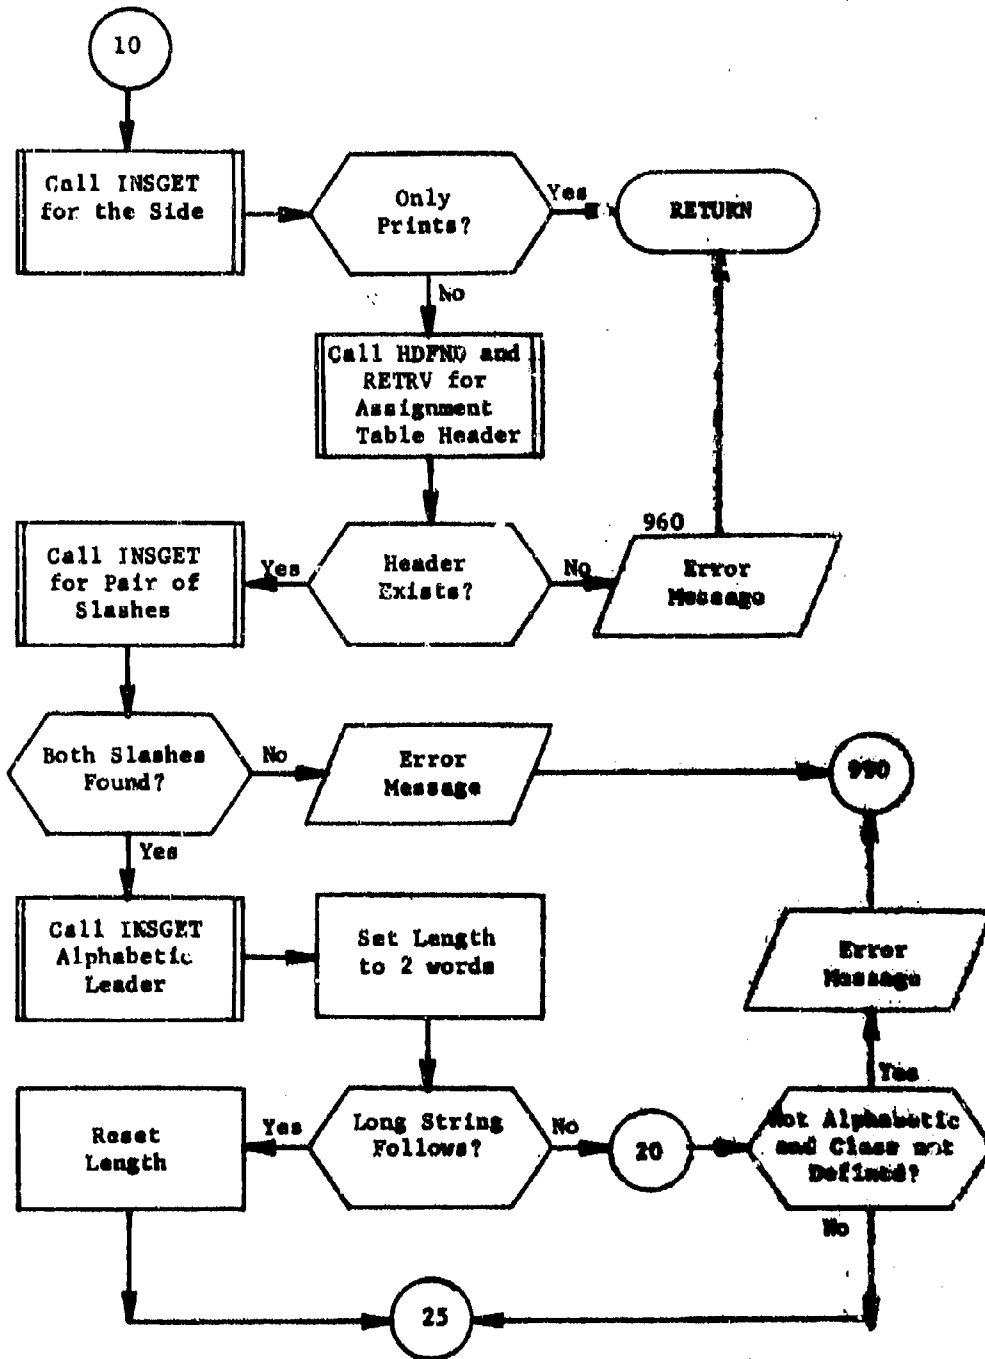 10
Call INSGET
for the Side
Only
Prints?
Yes
RETURN
No
Call HDFND and
RETRV for
Assignment
Table Header
960
Call INSGET
for Pair of
Slashes
Yes
Header
Exists?
No
Error
Message
Both Slashes
Found?
No
Error
Message
990
Yes
Call INSGET
Alphabetic
Leader
Set Length
to 2 words
Error
Message
Yes
Reset
Length
Yes
Long String
Follows?
No
20
Not Alphabetic
and Class not
Defined?
No
25